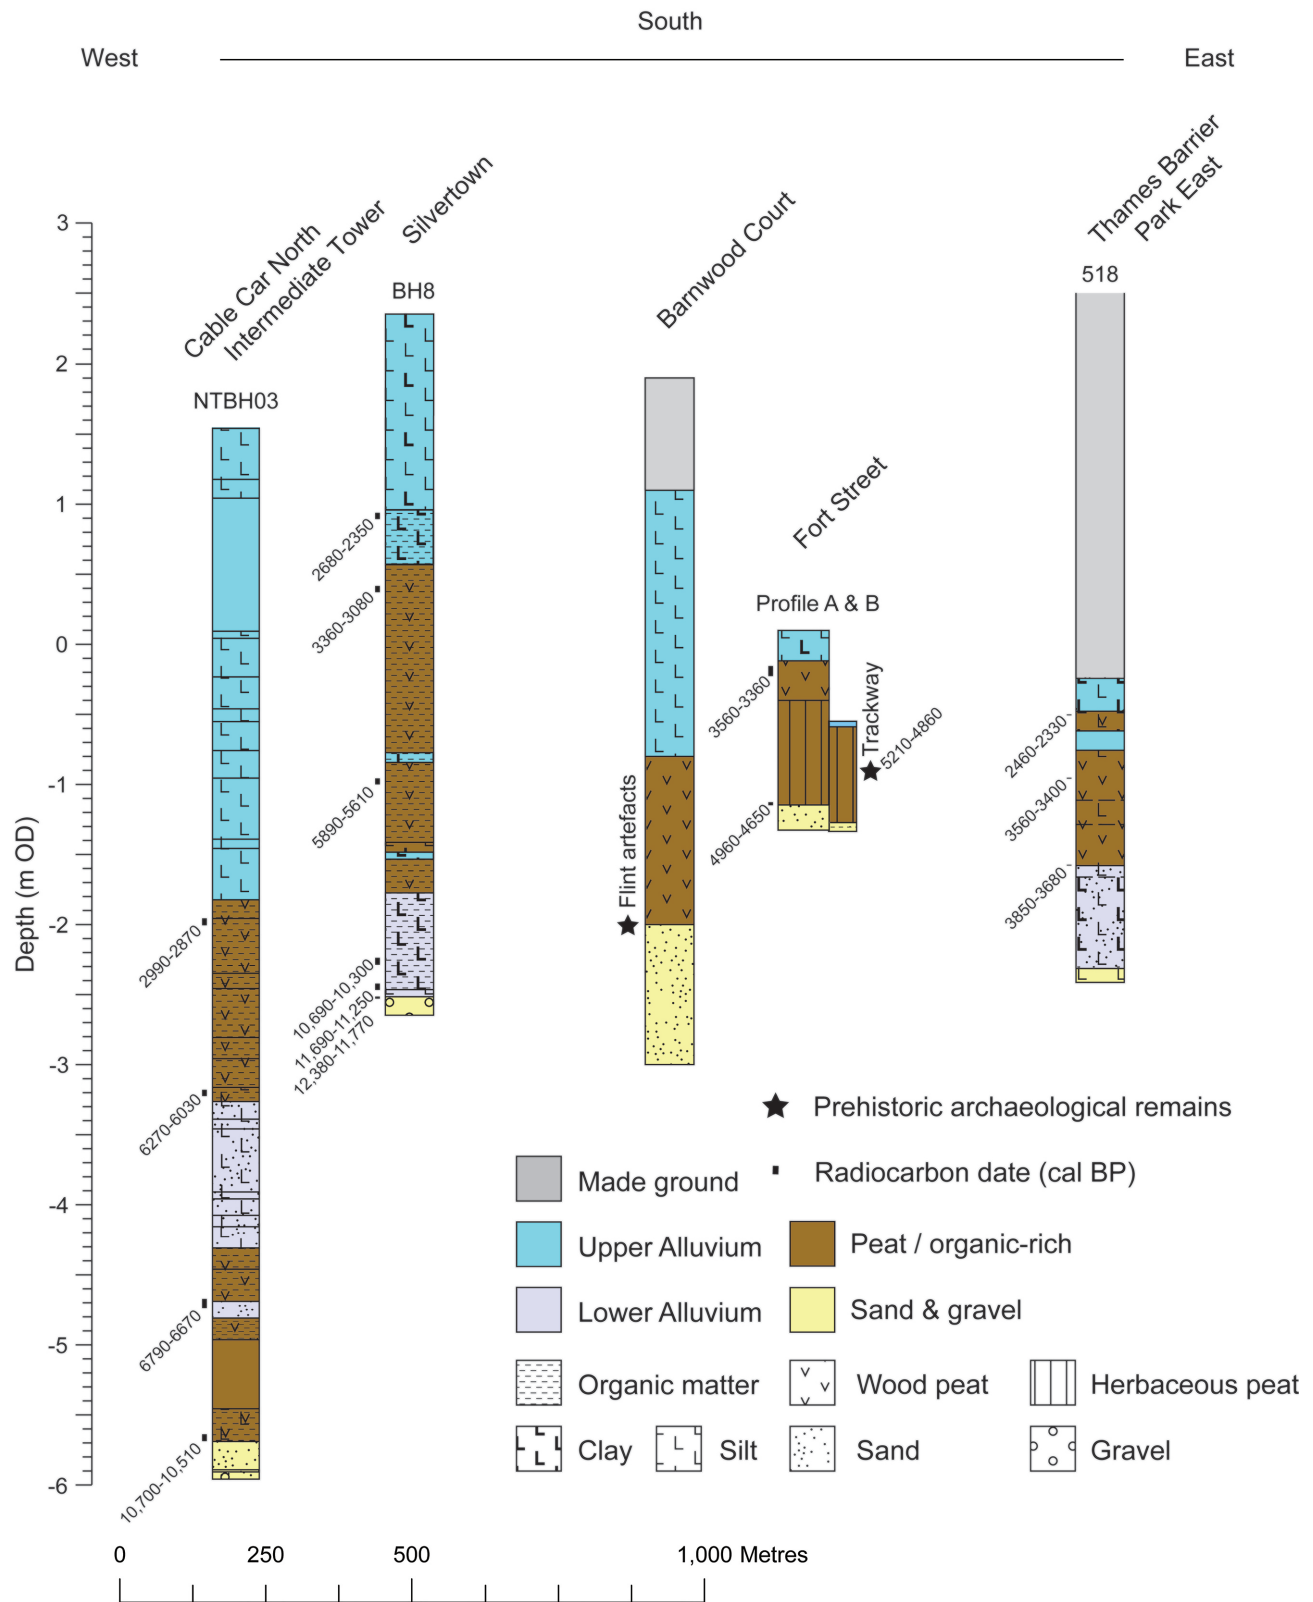 South
West
East
Cable Car North
Intermediate Tower
Silvertown
Barnwood Court
Fort Street
Thames Barrier
Park East
NTBH03
BH8
Profile A & B
518
Depth (m OD)
3
2
1
0
-1
-2
-3
-4
-5
-6
2990-2870
6270-6030
6790-6670
10,700-10,510
2680-2350
3360-3080
5890-5610
10,690-10,300
11,690-11,250
12,380-11,770
Flint artefacts
3560-3360
4960-4650
Trackway
5210-4860
2460-2330
3560-3400
3850-3680
Prehistoric archaeological remains
Radiocarbon date (cal BP)
Made ground
Upper Alluvium
Peat / organic-rich
Lower Alluvium
Sand & gravel
Organic matter
Wood peat
Herbaceous peat
Clay
Silt
Sand
Gravel
0 250 500 1,000 Metres